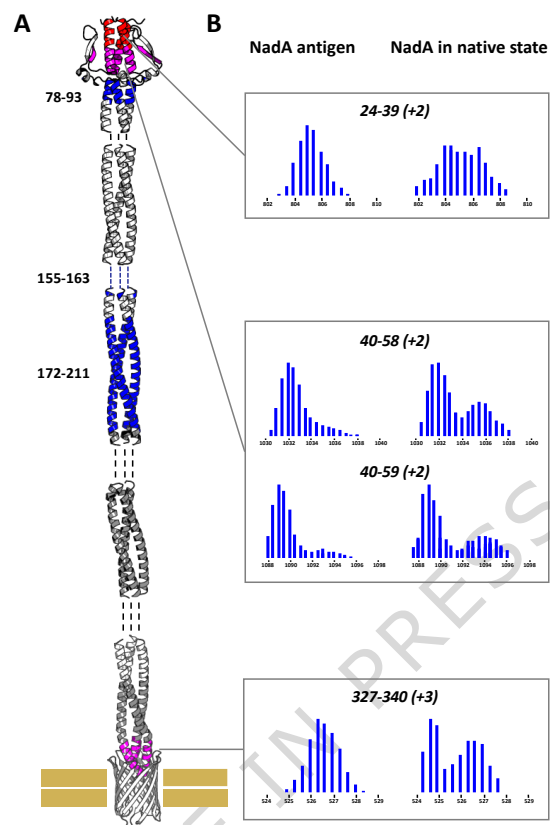 A
B
NadA antigen
NadA in native state
78-93
155-163
172-211
24-39 (+2)
802 804 806 808 810
802 804 806 808 810
40-58 (+2)
1030 1032 1034 1036 1038 1040
1030 1032 1034 1036 1038 1040
40-59 (+2)
1088 1090 1092 1094 1096 1098
1088 1090 1092 1094 1096 1098
327-340 (+3)
524 525 526 527 528 529
524 525 526 527 528 529
E IN PRESS